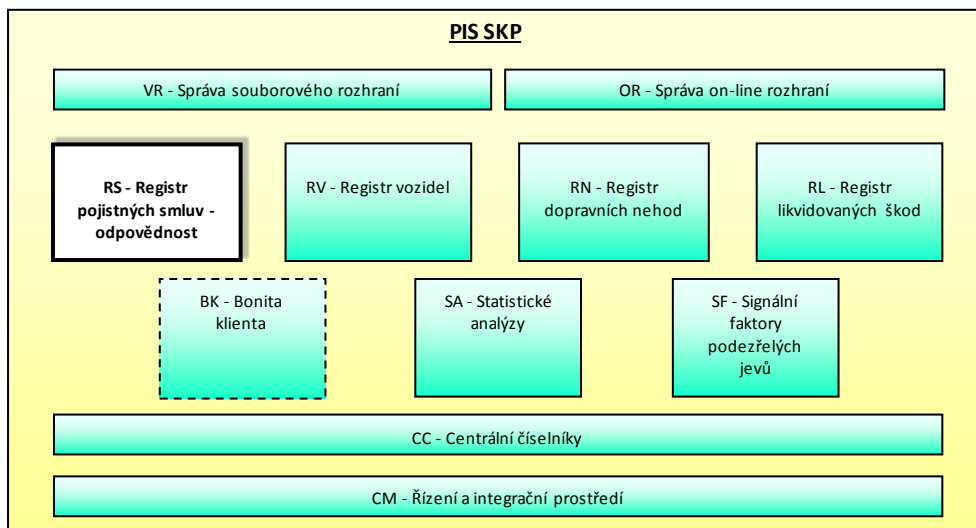 PIS SKP
VR - Správa souborového rozhraní
OR - Správa on-line rozhraní
RS - Registr
pojistných smluv -
odpovědnost
RV - Registr vozidel
RN - Registr
dopravních nehod
RL - Registr
likvidovaných škod
BK - Bonita
klienta
SA - Statistické
analýzy
SF - Signální
faktory
podezřelých
jevů
CC - Centrální číselníky
CM - Řízení a integrační prostředí